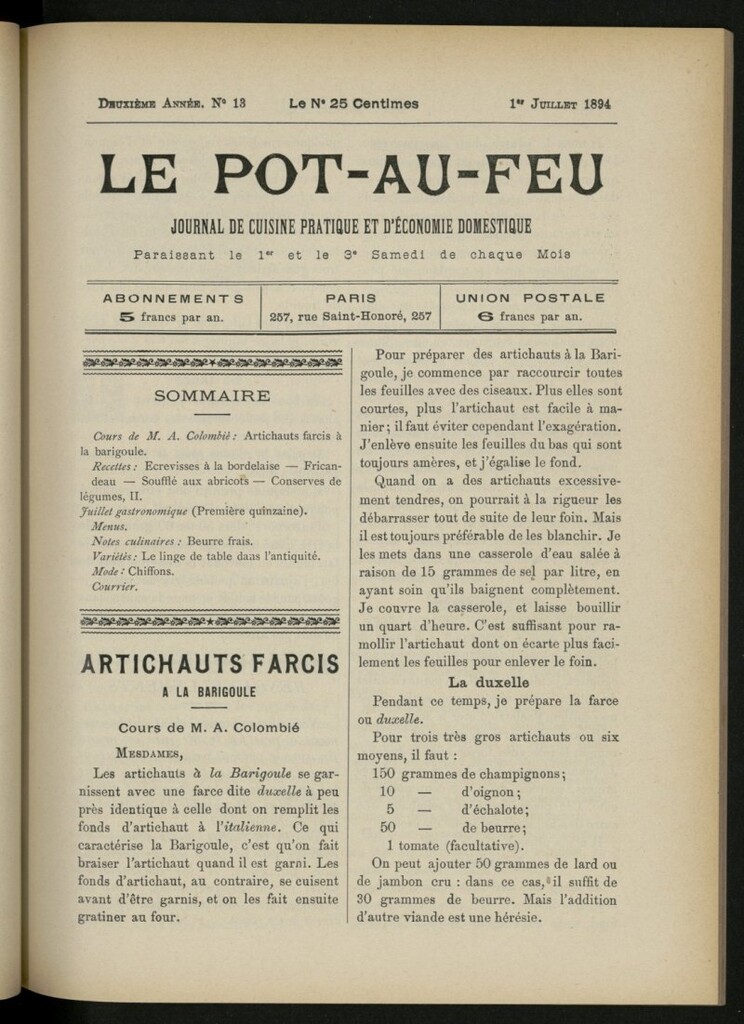 Deuxième Année. N° 13
Le N° 25 Centimes
1er Juillet 1894
LE POT-AU-FEU
JOURNAL DE CUISINE PRATIQUE ET D'ÉCONOMIE DOMESTIQUE
Paraissant le 1er et le 3e Samedi de chaque Mois
ABONNEMENTS
5 francs par an.
PARIS
257, rue Saint-Honoré, 257
UNION POSTALE
6 francs par an.
SOMMAIRE
Cours de M. A. Colombié : Artichauts farcis à
la barigoule.
Recettes : Ecrevisses à la bordelaise — Frican-
deau — Soufflé aux abricots — Conserves de
légumes, II.
Juillet gastronomique (Première quinzaine).
Menus.
Notes culinaires : Beurre frais.
Variétés : Le linge de table dans l'antiquité.
Mode : Chiffons.
Courrier.
ARTICHAUTS FARCIS
A LA BARIGOULE
Cours de M. A. Colombié
Mesdames,
Les artichauts à la Barigoule se gar-
nissent avec une farce dite duxelle à peu
près identique à celle dont on remplit les
fonds d'artichaut à l'italienne. Ce qui
caractérise la Barigoule, c'est qu'on fait
braiser l'artichaut quand il est garni. Les
fonds d'artichaut, au contraire, se cuisent
avant d'être garnis, et on les fait ensuite
gratiner au four.
Pour préparer des artichauts à la Bari-
goule, je commence par raccourcir toutes
les feuilles avec des ciseaux. Plus elles sont
courtes, plus l'artichaut est facile à ma-
nier ; il faut éviter cependant l'exagération.
J'enlève ensuite les feuilles du bas qui sont
toujours amères, et j'égalise le fond.
Quand on a des artichauts excessive-
ment tendres, on pourrait à la rigueur les
débarrasser tout de suite de leur foin. Mais
il est toujours préférable de les blanchir. Je
les mets dans une casserole d'eau salée à
raison de 15 grammes de sel par litre, en
ayant soin qu'ils baignent complètement.
Je couvre la casserole, et laisse bouillir
un quart d'heure. C'est suffisant pour ra-
mollir l'artichaut dont on écarte plus faci-
lement les feuilles pour enlever le foin.
La duxelle
Pendant ce temps, je prépare la farce
ou duxelle.
Pour trois très gros artichauts ou six
moyens, il faut :
150 grammes de champignons ;
10 — d'oignon ;
5 — d'échalote ;
50 — de beurre ;
1 tomate (facultative).
On peut ajouter 50 grammes de lard ou
de jambon cru : dans ce cas, il suffit de
30 grammes de beurre. Mais l'addition
d'autre viande est une hérésie.